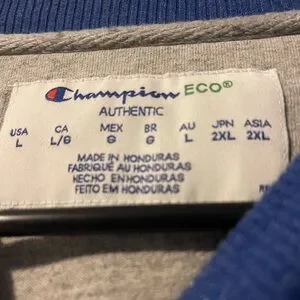 Champion ECO®
AUTHENTIC
USA CA MEX BR AU JPN ASIA
L L/G G G L 2XL 2XL
MADE IN HONDURAS
FABRIQUÉ AU HONDURAS
HECHO EN HONDURAS
FEITO EM HONDURAS